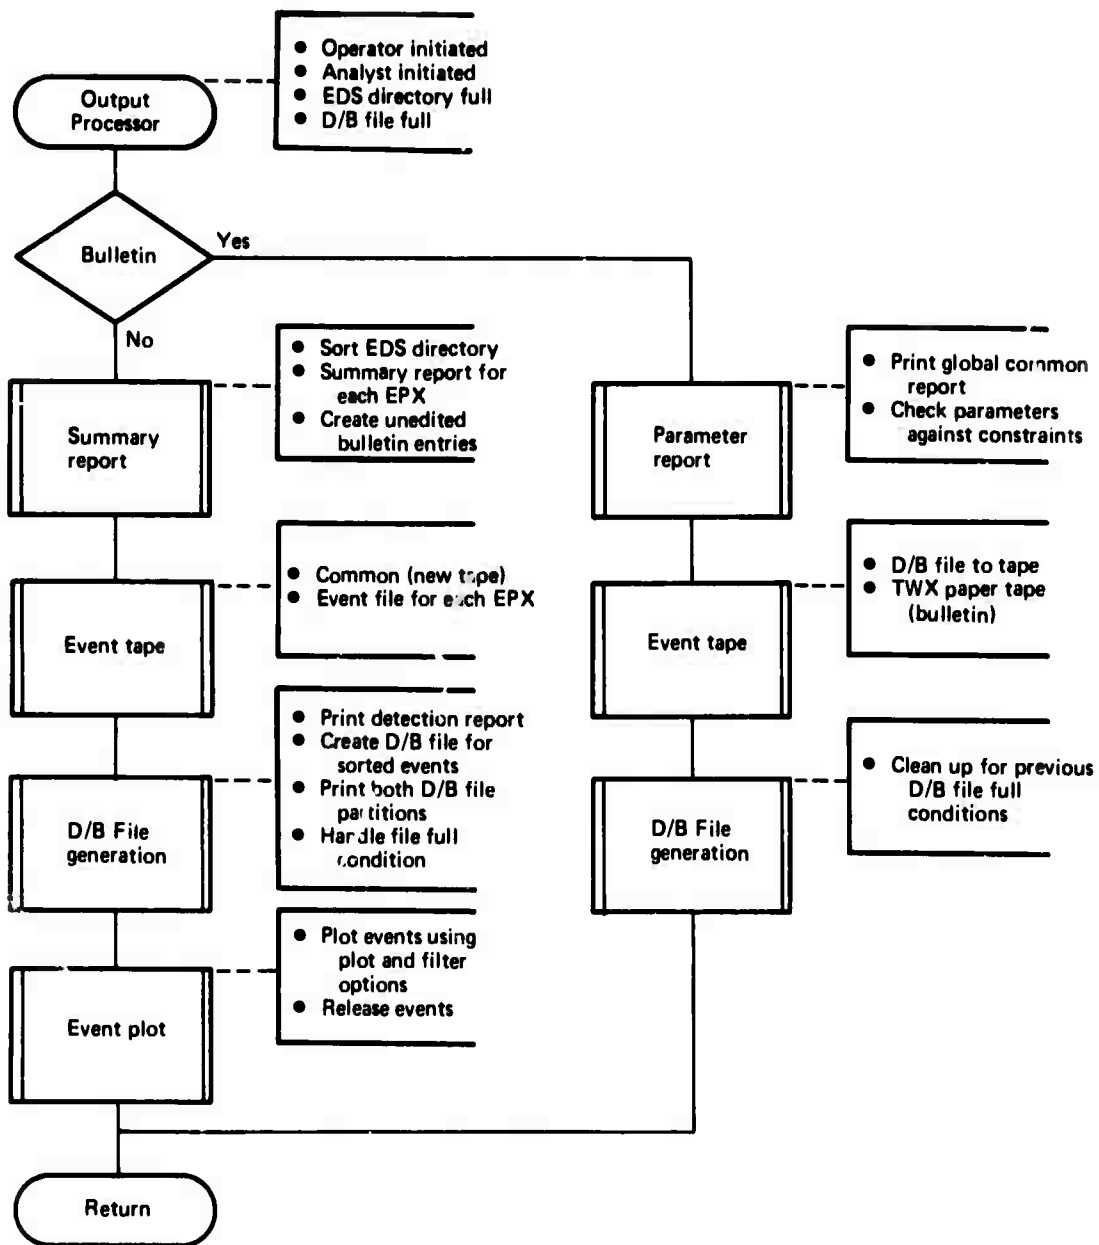 ● Operator initiated
● Analyst initiated
● EDS directory full
● D/B file full
Output
Processor
Bulletin
Yes
No
● Sort EDS directory
● Summary report for
each EPX
● Create unedited
bulletin entries
Summary
report
● Print global common
report
● Check parameters
against constraints
Parameter
report
● Common (new tape)
● Event file for each EPX
Event tape
● D/B file to tape
● TWX paper tape
(bulletin)
Event tape
● Print detection report
● Create D/B file for
sorted events
● Print both D/B file
partitions
● Handle file full
condition
D/B File
generation
● Clean up for previous
D/B file full
conditions
D/B File
generation
● Plot events using
plot and filter
options
● Release events
Event plot
Return